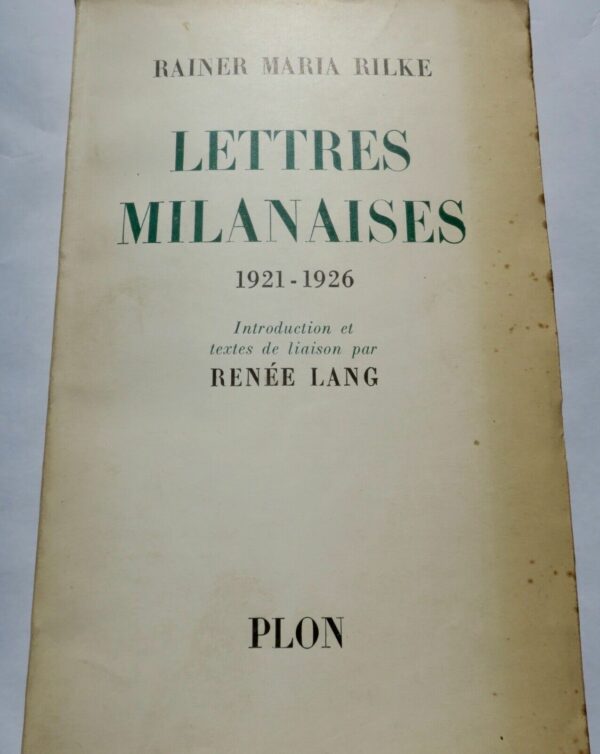 RAINER MARIA RILKE
LETTRES
MILANAISES
1921-1926
Introduction et
textes de liaison par
RENÉE LANG
PLON